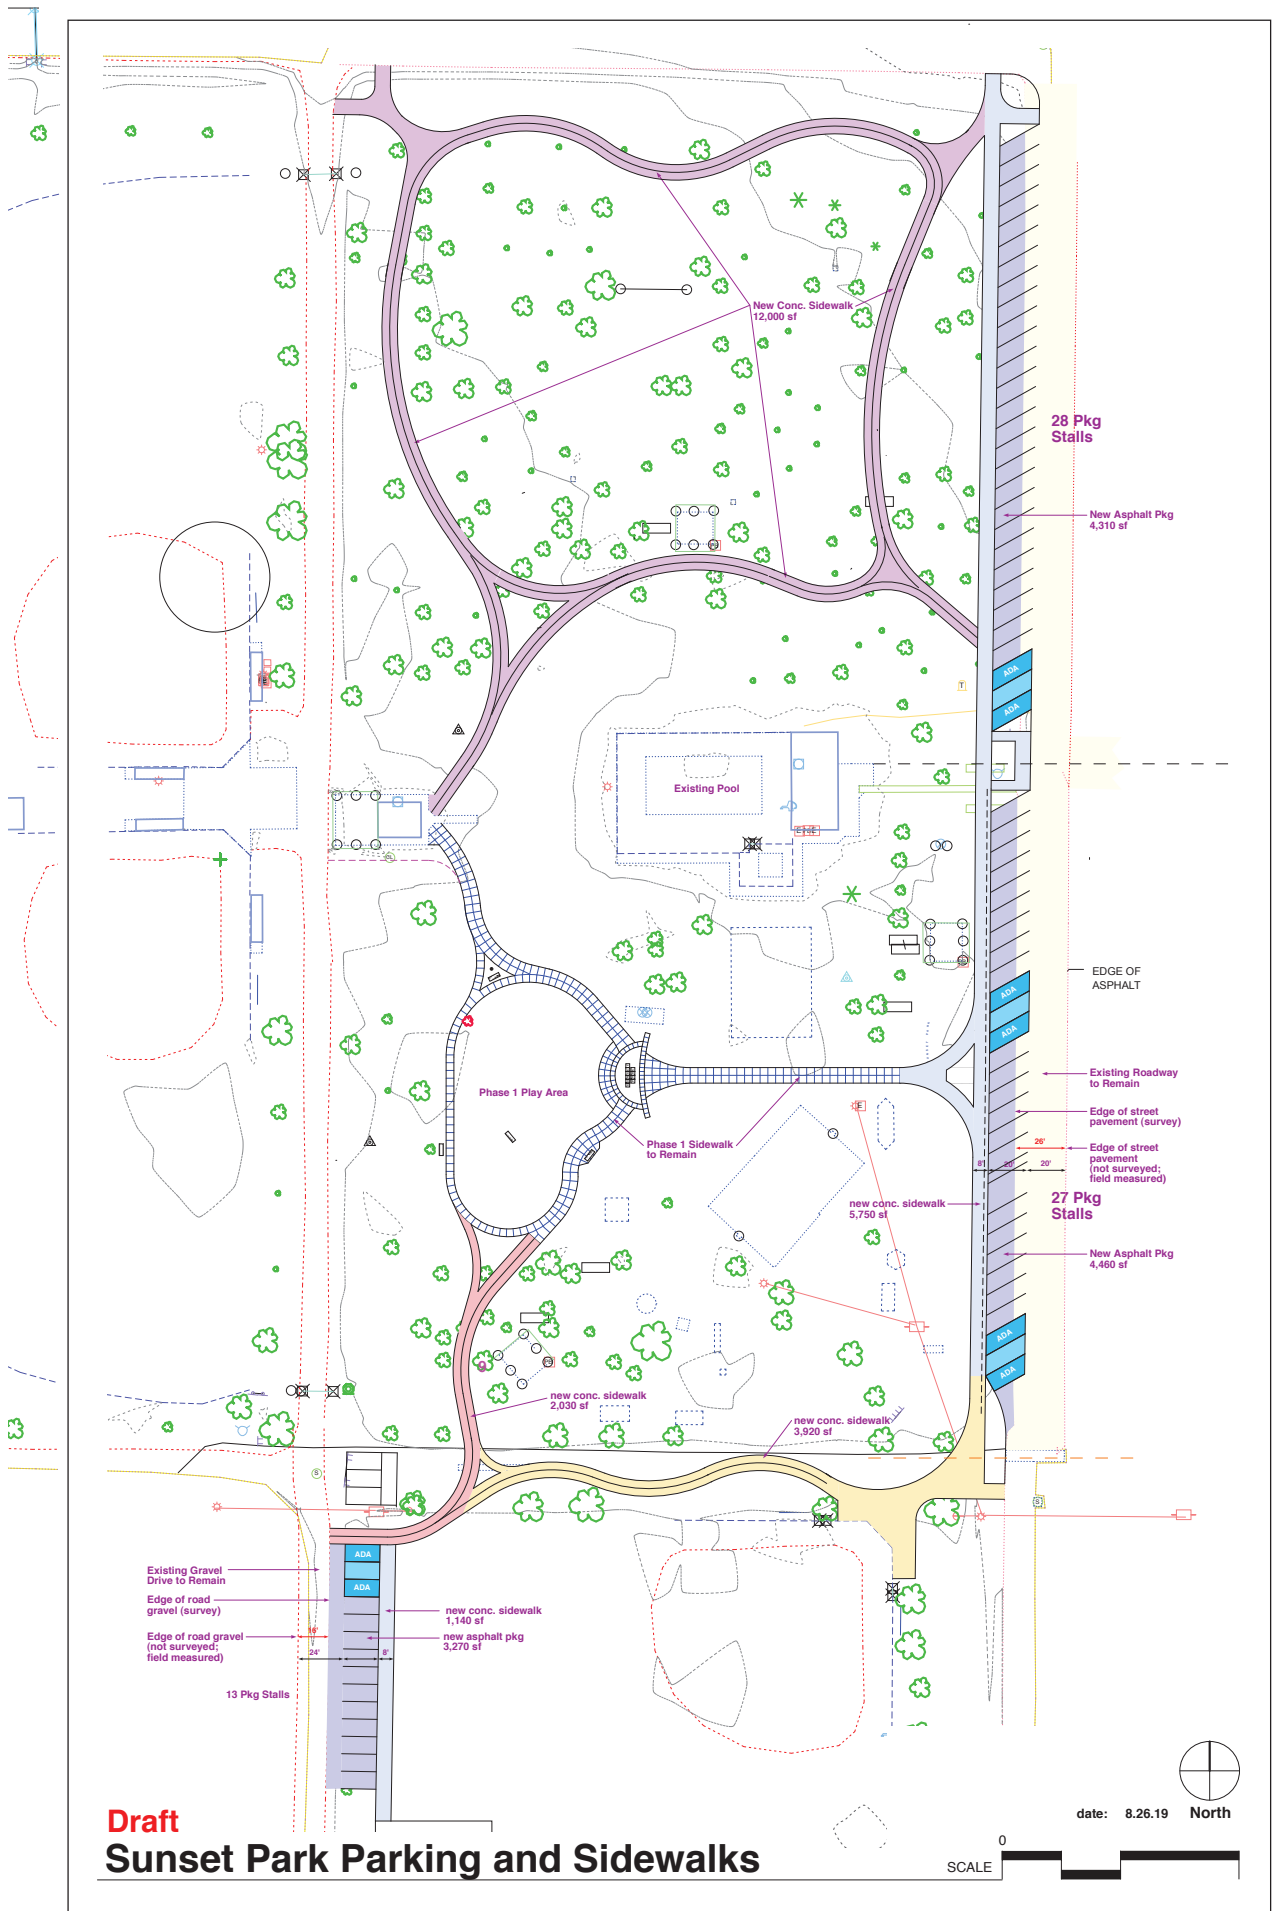 New Conc. Sidewalk
12,000 sf
28 Pkg
Stalls
New Asphalt Pkg
4,310 sf
ADA
ADA
T
Existing Pool
EDGE OF
ASPHALT
ADA
ADA
Existing Roadway
to Remain
Phase 1 Play Area
E
Edge of street
pavement (survey)
Phase 1 Sidewalk
to Remain
26'
Edge of street
pavement
(not surveyed;
field measured)
8'
20'
20'
27 Pkg
Stalls
new conc. sidewalk
5,750 sf
New Asphalt Pkg
4,460 sf
ADA
ADA
9
new conc. sidewalk
2,030 sf
new conc. sidewalk
3,920 sf
S
S
ADA
ADA
Existing Gravel
Drive to Remain
Edge of road
gravel (survey)
new conc. sidewalk
1,140 sf
16'
Edge of road gravel
(not surveyed;
field measured)
new asphalt pkg
3,270 sf
24'
8'
13 Pkg Stalls
Draft
Sunset Park Parking and Sidewalks
date: 8.26.19
North
0
SCALE